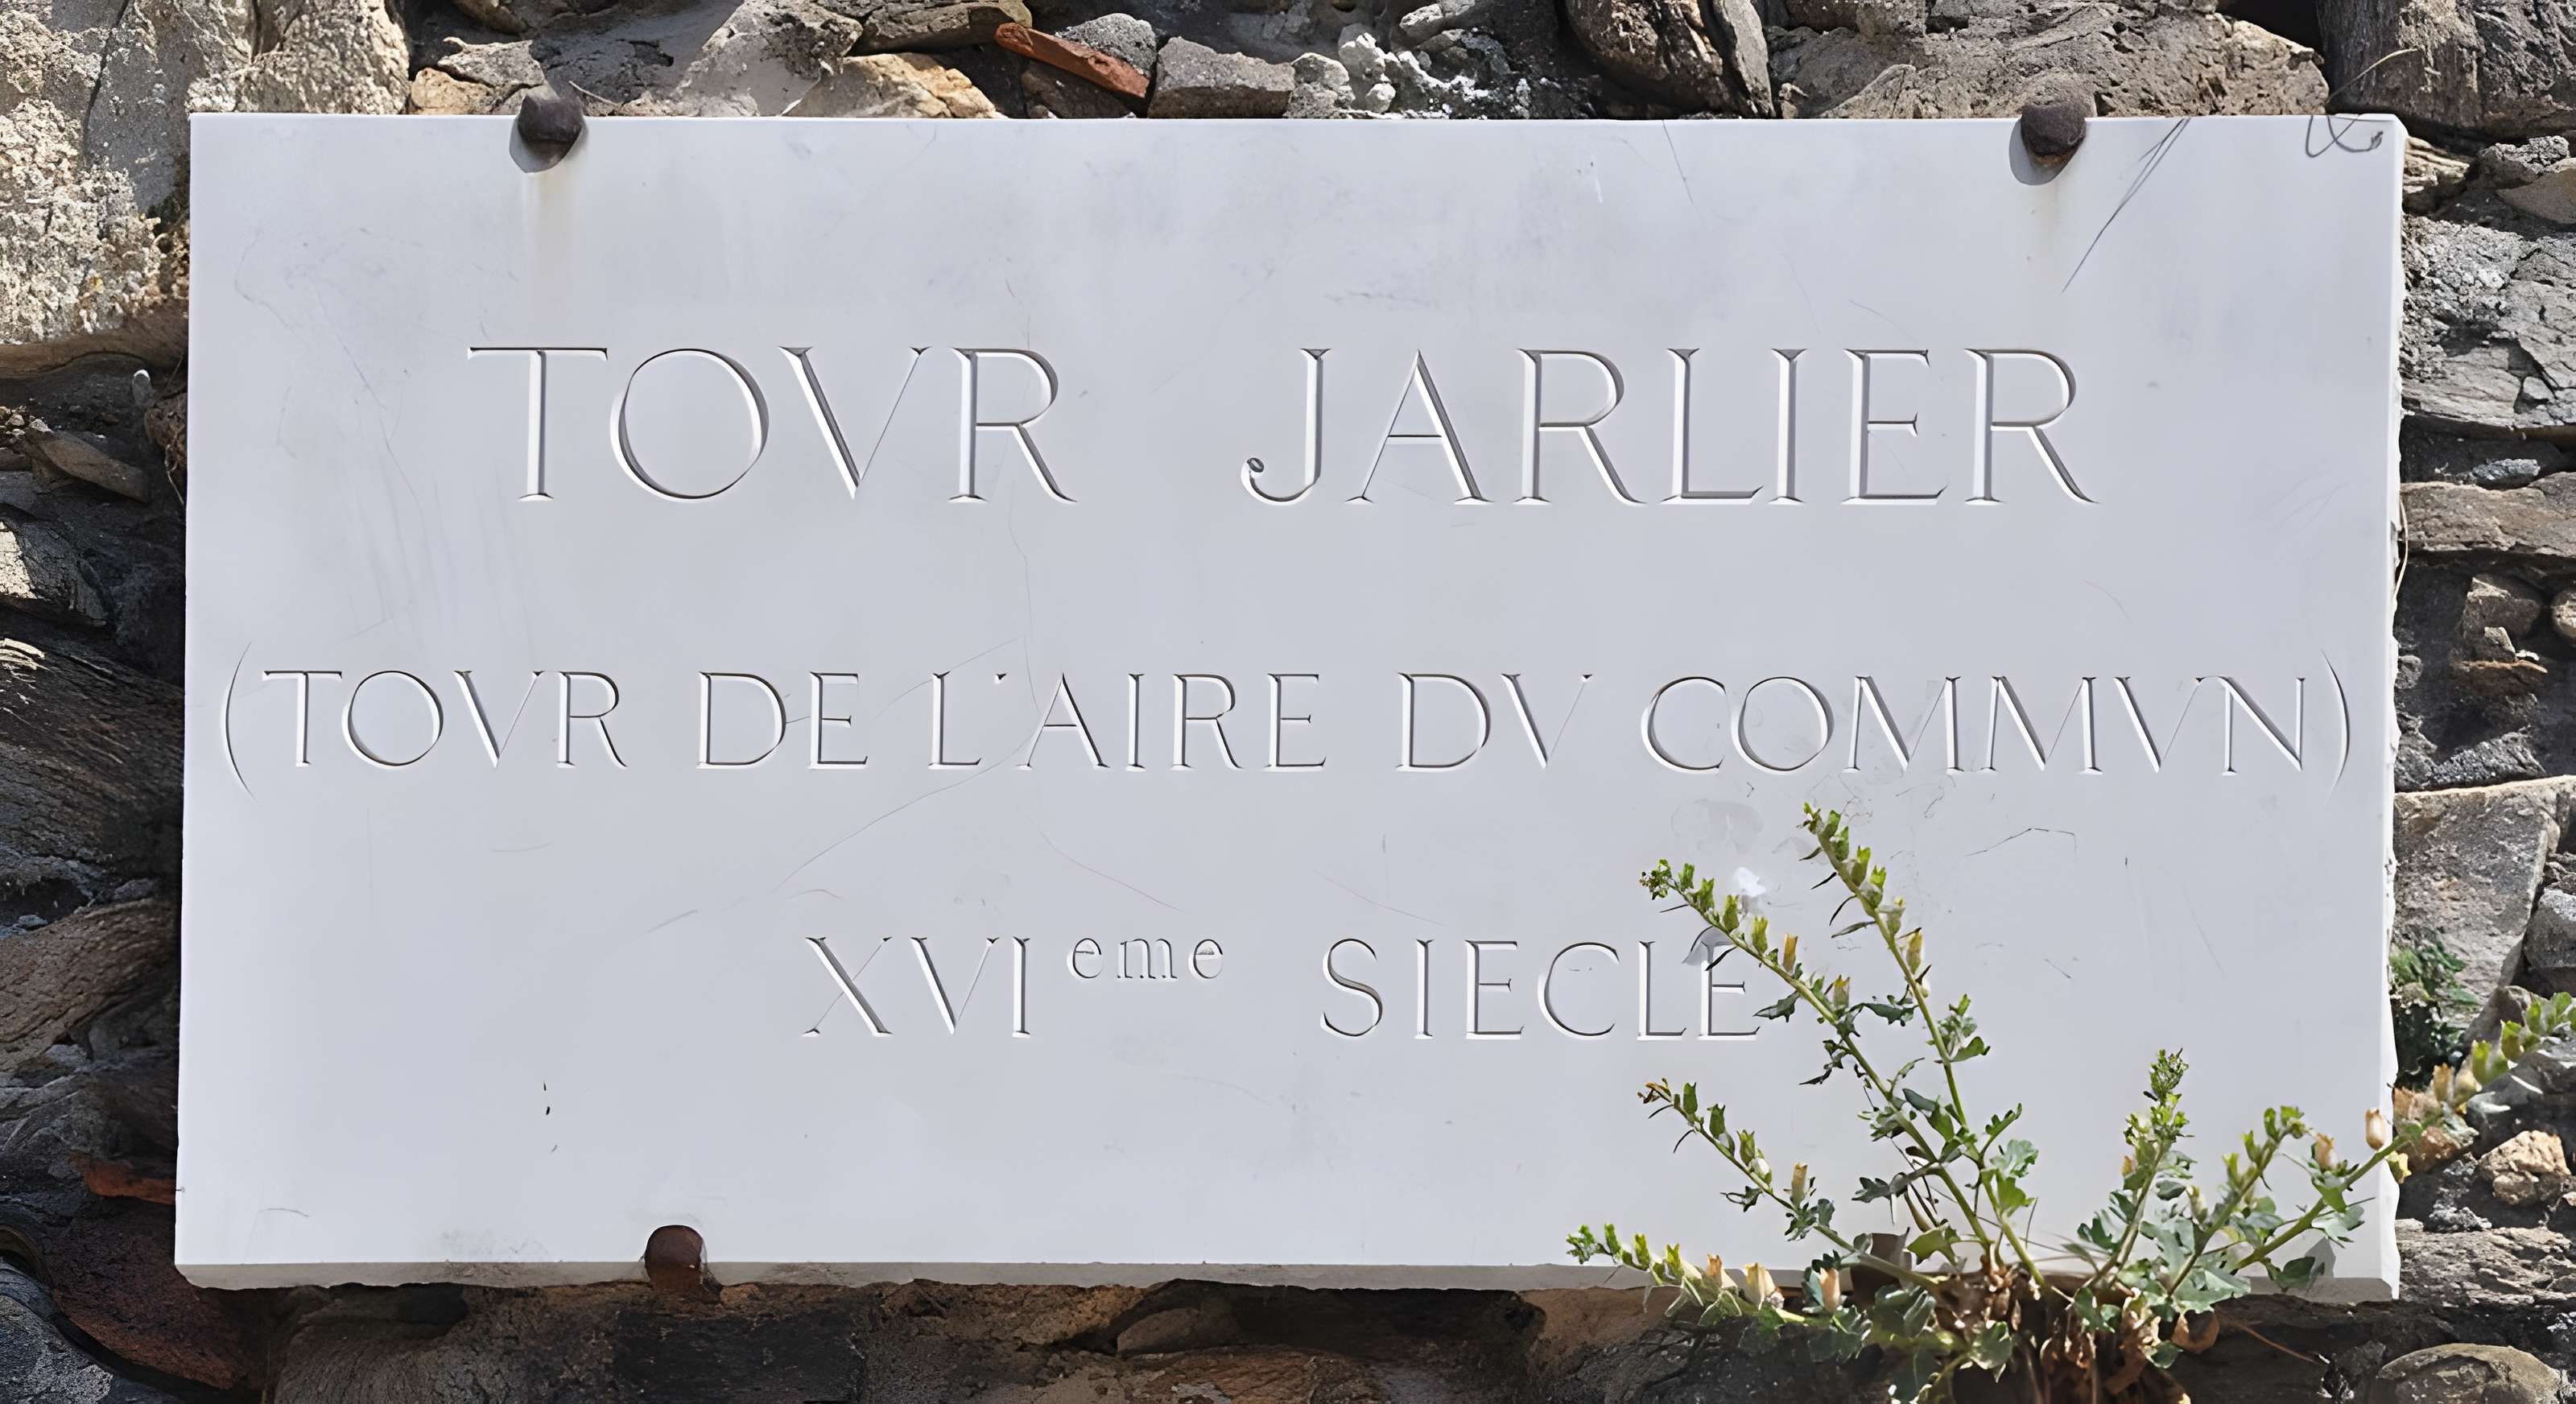 TOVR JARLIER
(TOVR DE L'AIRE DV COMMVN)
XVIeme SIECLE